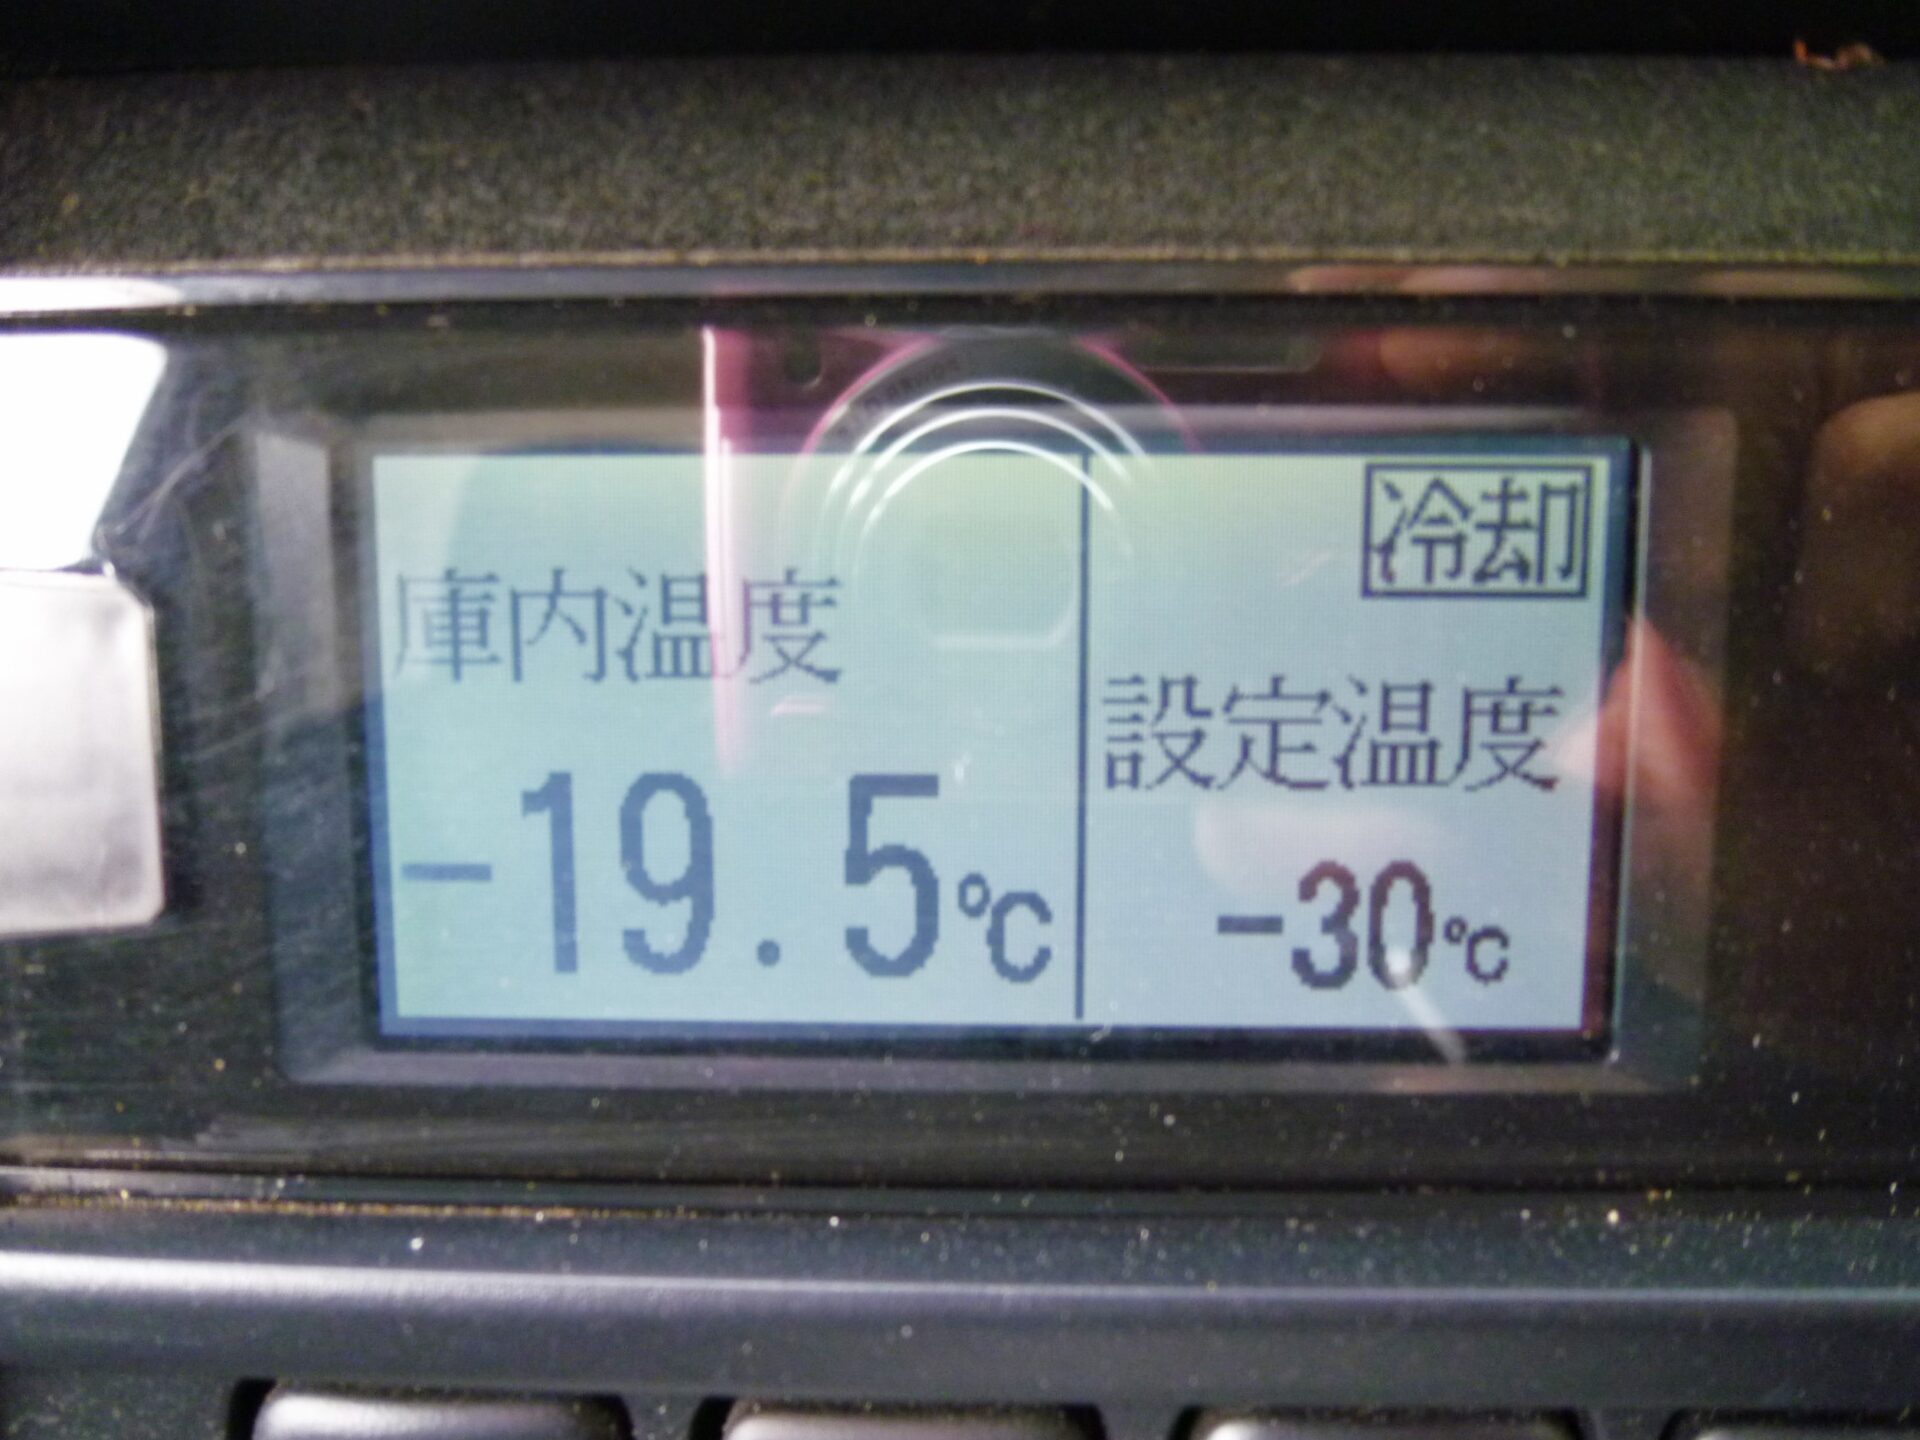 庫内温度
-19.5℃
冷却
設定温度
-30℃